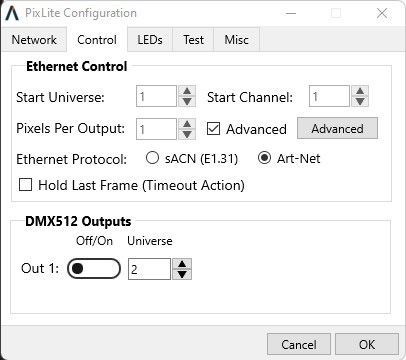 PixLite Configuration
Network Control LEDs Test Misc
Ethernet Control
Start Universe: 1 Start Channel: 1
Pixels Per Output: 1 Advanced Advanced
Ethernet Protocol: sACN (E1.31) Art-Net
Hold Last Frame (Timeout Action)
DMX512 Outputs
Off/On Universe
Out 1: 2
Cancel OK